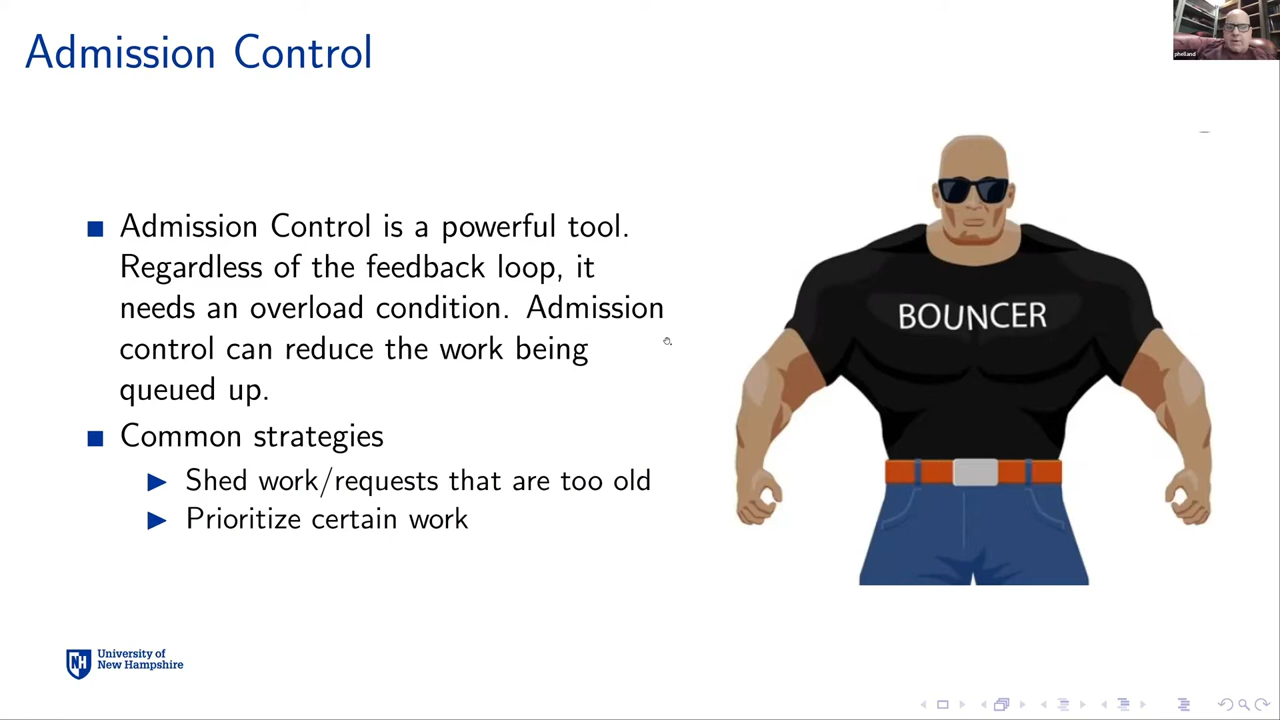 Admission Control
phelland
Admission Control is a powerful tool.
Regardless of the feedback loop, it
needs an overload condition. Admission
control can reduce the work being
queued up.
Common strategies
Shed work/requests that are too old
Prioritize certain work
BOUNCER
NH
University of
New Hampshire